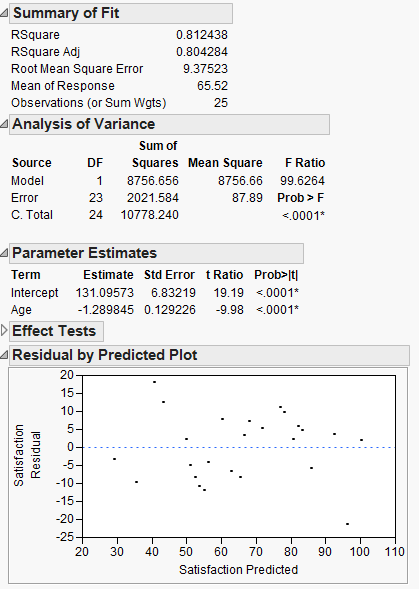 Summary of Fit
RSquare 0.812438
RSquare Adj 0.804284
Root Mean Square Error 9.37523
Mean of Response 65.52
Observations (or Sum Wgts) 25
Analysis of Variance
Sum of
Source DF Squares Mean Square F Ratio
Model 1 8756.656 8756.66 99.6264
Error 23 2021.584 87.89 Prob > F
C. Total 24 10778.240 <.0001*
Parameter Estimates
Term Estimate Std Error t Ratio Prob>|t|
Intercept 131.09573 6.83219 19.19 <.0001*
Age -1.289845 0.129226 -9.98 <.0001*
Effect Tests
Residual by Predicted Plot
20
15
10
5
0
-5
-10
-15
-20
-25
Satisfaction
Residual
20 30 40 50 60 70 80 90 100 110
Satisfaction Predicted